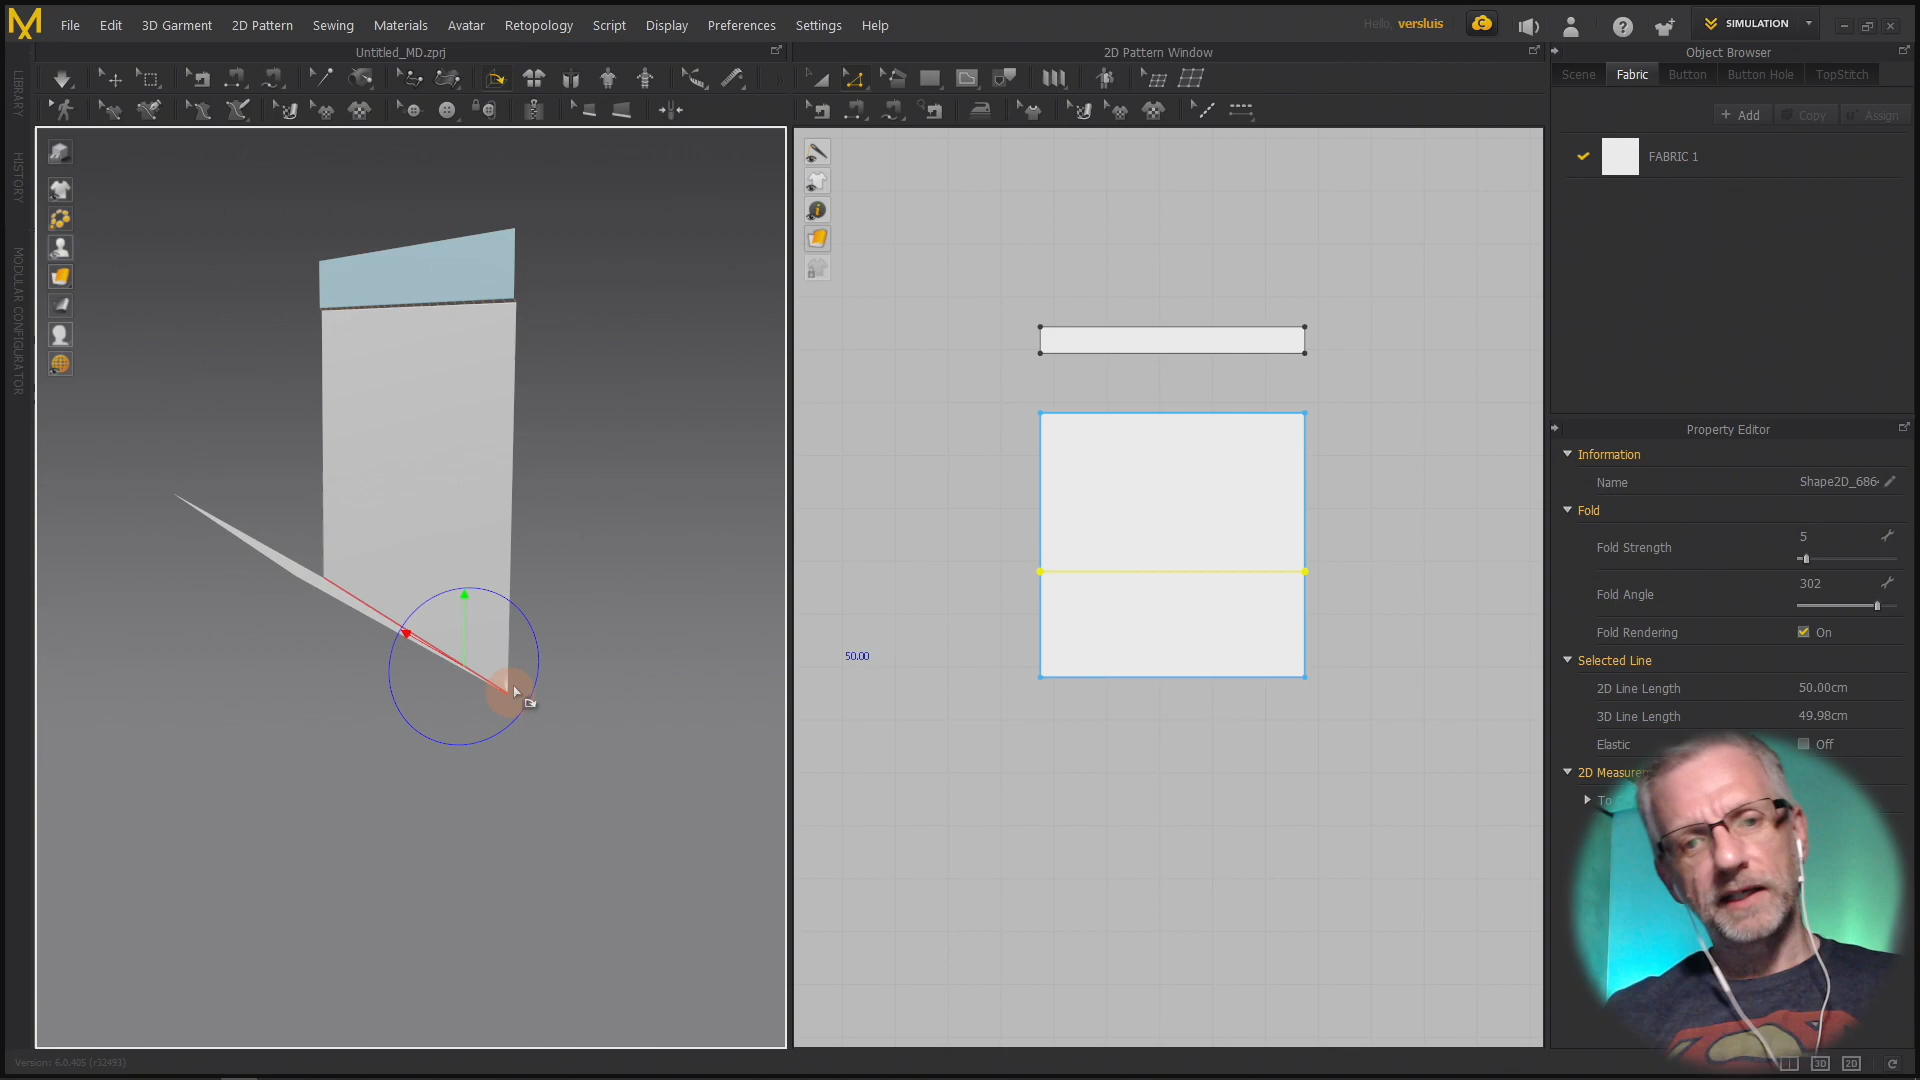 File Edit 3D Garment 2D Pattern Sewing Materials Avatar Retopology Script Display Preferences Settings Help
Hello, versluis
SIMULATION
Untitled_MD.zprj
2D Pattern Window
Object Browser
Scene Fabric Button Button Hole TopStitch
+ Add Copy Assign
FABRIC 1
LIBRARY
HISTORY
MODULAR CONFIGURATOR
50.00
Property Editor
Information
Name Shape2D_686
Fold
Fold Strength 5
Fold Angle 302
Fold Rendering On
Selected Line
2D Line Length 50.00cm
3D Line Length 49.98cm
Elastic Off
2D Measure
To
Version: 6.0.405 (r32493)
3D 2D